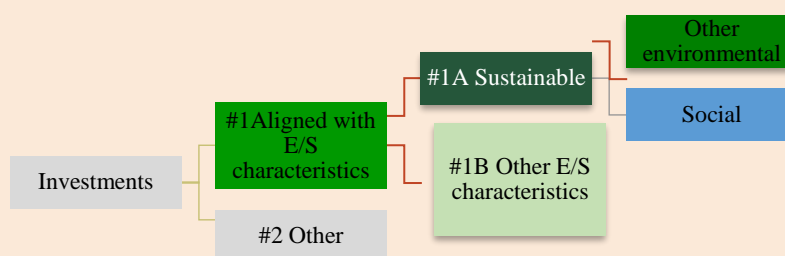 Other
environmental
#1A Sustainable
#1Aligned with
E/S
characteristics
Social
#1B Other E/S
characteristics
Investments
#2 Other